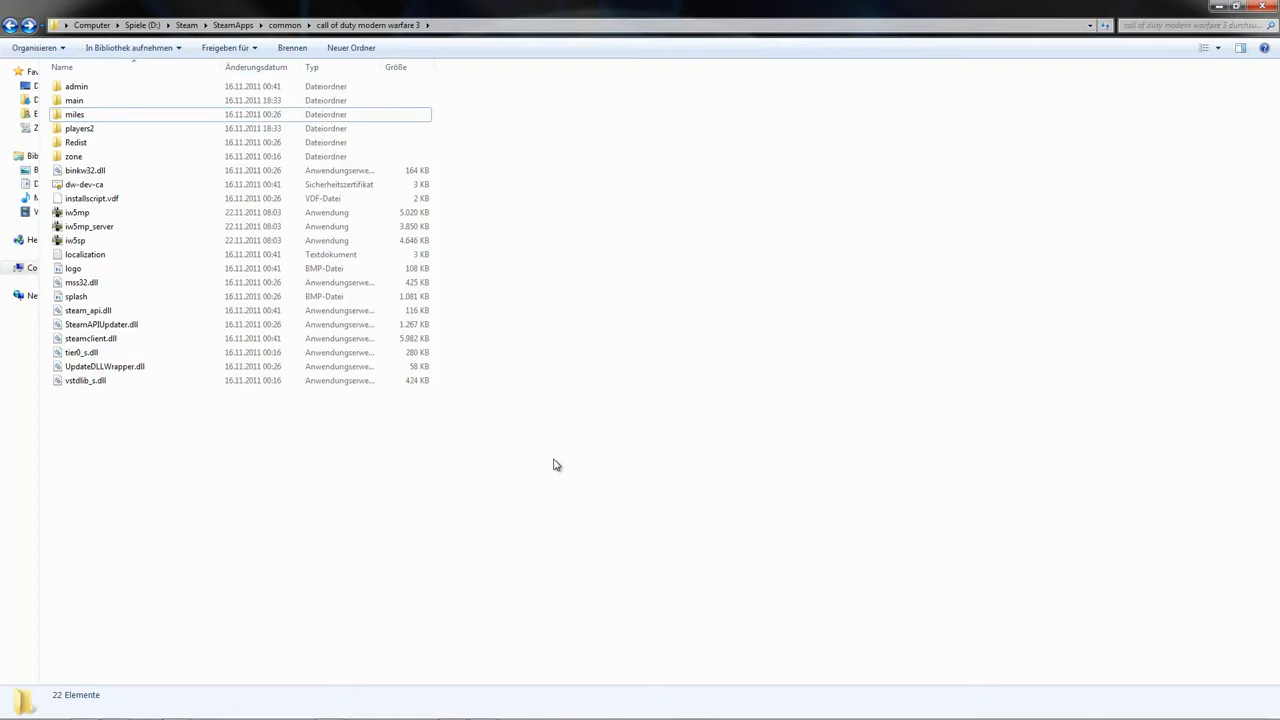 Computer Spiele (D:) Steam SteamApps common call of duty modern warfare 3 call of duty modern warfare 3 durchsu...
Organisieren In Bibliothek aufnehmen Freigeben für Brennen Neuer Ordner
Name Änderungsdatum Typ Größe
admin 16.11.2011 00:41 Dateiordner
main 16.11.2011 18:33 Dateiordner
miles 16.11.2011 00:26 Dateiordner
players2 16.11.2011 18:33 Dateiordner
Redist 16.11.2011 00:26 Dateiordner
zone 16.11.2011 00:16 Dateiordner
binkw32.dll 16.11.2011 00:26 Anwendungserwe... 164 KB
dw-dev-ca 16.11.2011 00:41 Sicherheitszertifikat 3 KB
installscript.vdf 16.11.2011 00:26 VDF-Datei 2 KB
iw5mp 22.11.2011 08:03 Anwendung 5.020 KB
iw5mp_server 22.11.2011 08:03 Anwendung 3.850 KB
iw5sp 22.11.2011 08:03 Anwendung 4.646 KB
localization 16.11.2011 00:41 Textdokument 3 KB
logo 16.11.2011 00:41 BMP-Datei 108 KB
mss32.dll 16.11.2011 00:26 Anwendungserwe... 425 KB
splash 16.11.2011 00:26 BMP-Datei 1.081 KB
steam_api.dll 16.11.2011 00:41 Anwendungserwe... 116 KB
SteamAPIUpdater.dll 16.11.2011 00:26 Anwendungserwe... 1.267 KB
steamclient.dll 16.11.2011 00:41 Anwendungserwe... 5.982 KB
tier0_s.dll 16.11.2011 00:16 Anwendungserwe... 280 KB
UpdateDLLWrapper.dll 16.11.2011 00:26 Anwendungserwe... 58 KB
vstdlib_s.dll 16.11.2011 00:16 Anwendungserwe... 424 KB
Fav
D
D
E
Z
Bib
B
D
M
V
He
Co
Ne
22 Elemente